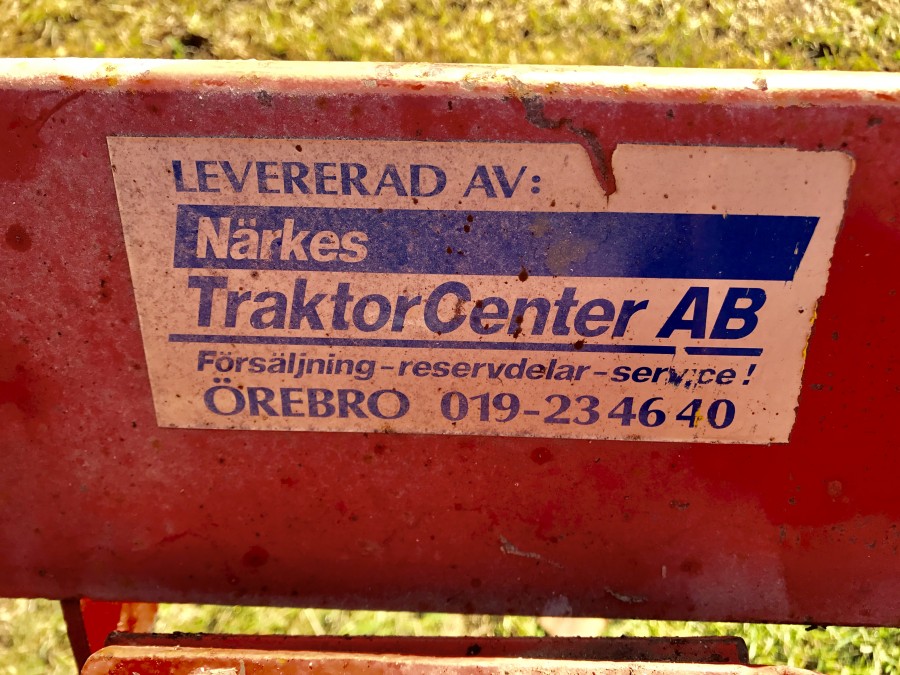 LEVERERAD AV:
Närkes
TraktorCenter AB
Försäljning-reservdelar-service!
ÖREBRO 019-23 46 40